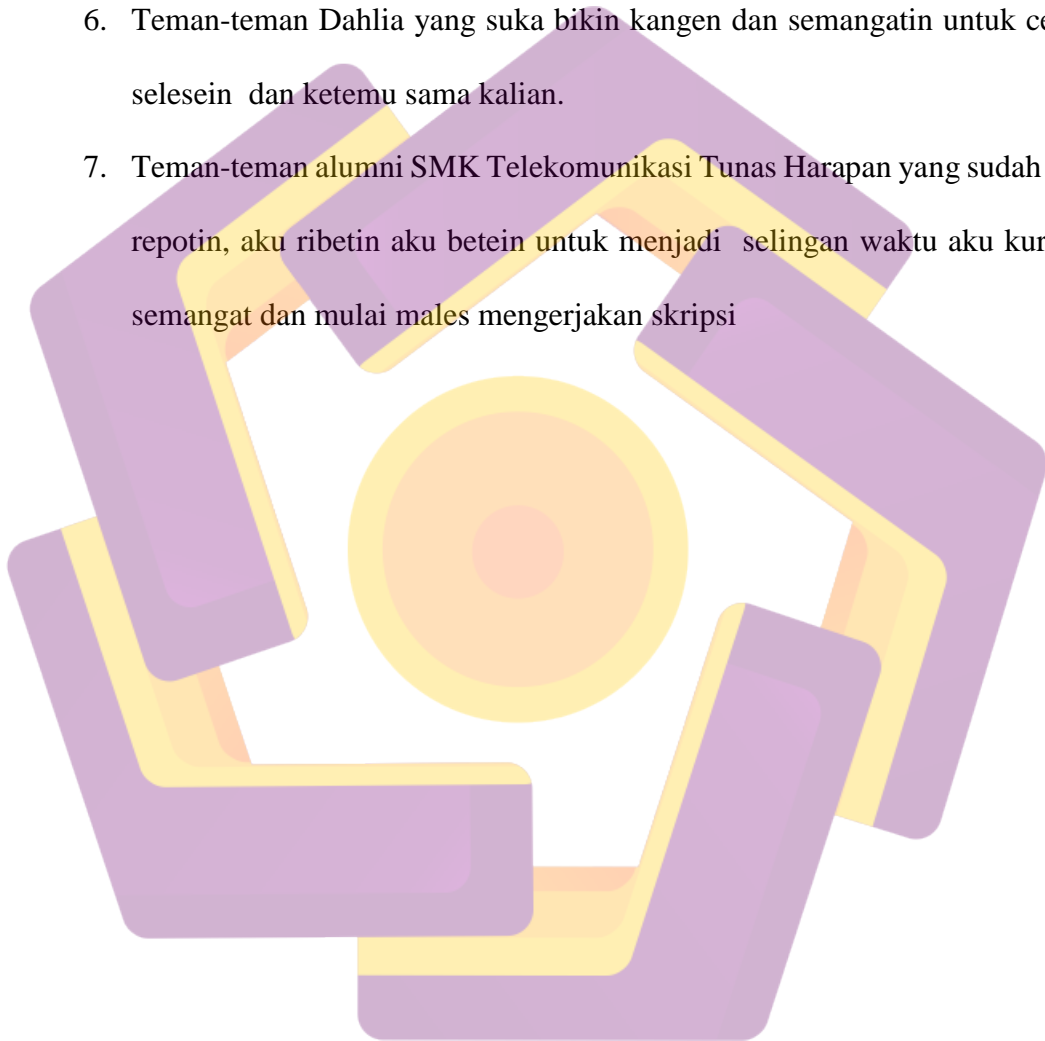 6. Teman-teman Dahlia yang suka bikin kangen dan semangatin untuk
selesein dan ketemu sama kalian.
7. Teman-teman alumni SMK Telekomunikasi Tunas Harapan yang sudah
repotin, aku ribetin aku betein untuk menjadi selingan waktu aku
semangat dan mulai males mengerjakan skripsi